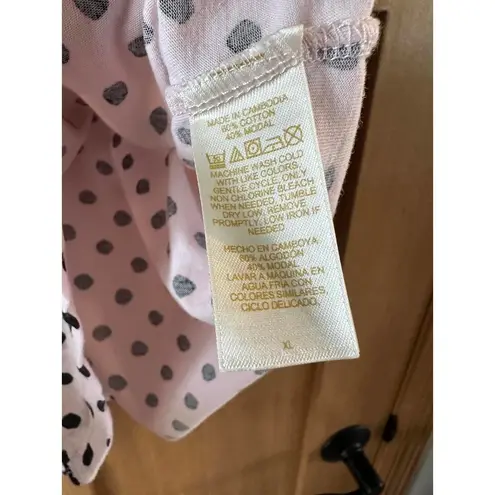 MADE IN CAMBODIA
60% COTTON
40% MODAL
MACHINE WASH COLD
WITH LIKE COLORS,
GENTLE CYCLE, ONLY
NON CHLORINE BLEACH
WHEN NEEDED, TUMBLE
DRY LOW, REMOVE
PROMPTLY, LOW IRON IF
NEEDED
HECHO EN CAMBOYA
60% ALGODÓN
40% MODAL
LAVAR A MAQUINA EN
AGUA FRIA CON
COLORES SIMILARES,
CICLO DELICADO,
XL